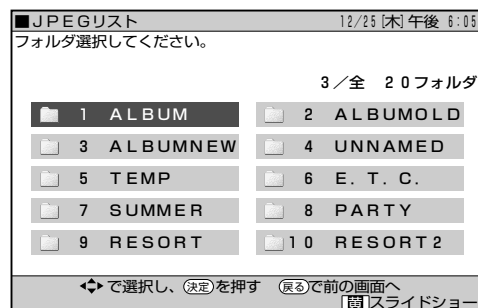 ■JPEGリスト 12/25[木]午後 6:05
フォルダ選択してください。
3／全 20フォルダ
1 ALBUM 2 ALBUMOLD
3 ALBUMNEW 4 UNNAMED
5 TEMP 6 E.T.C.
7 SUMMER 8 PARTY
9 RESORT 10 RESORT2
で選択し、決定を押す 戻るで前の画面へ
スライドショー